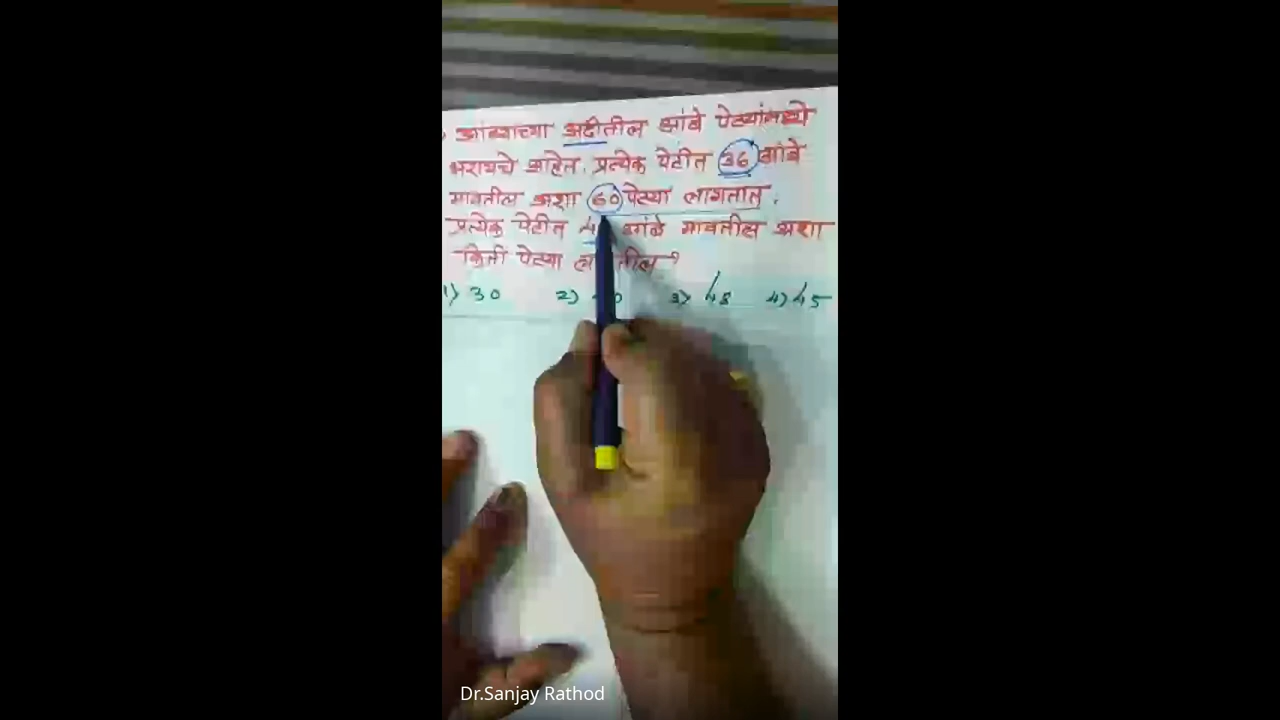 आंब्याच्या अढीतील आंबे पेट्यांमध्ये
भरायचे आहेत. प्रत्येक पेटीत 36 आंबे
मावतील अशा 60 पेट्या लागतात.
प्रत्येक पेटीत आंबे मावतील अशा
किती पेट्या ?
1) 30 2) 3) 48 4) 45
Dr.Sanjay Rathod